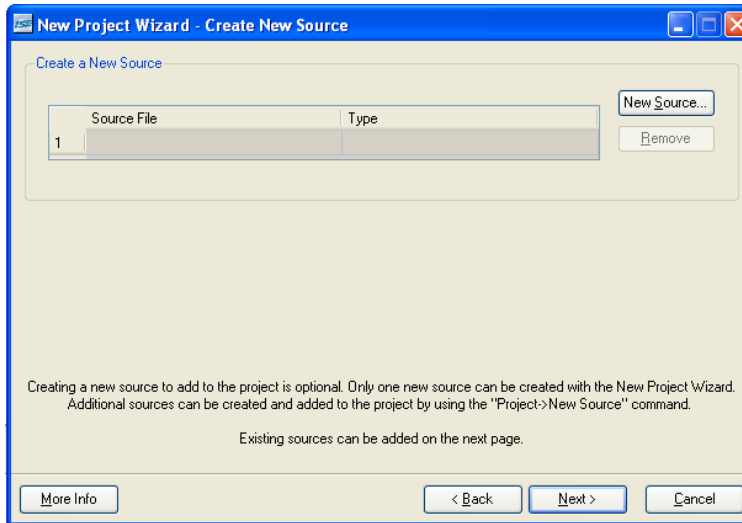 ISE New Project Wizard - Create New Source
Create a New Source
Source File Type
New Source...
1
Remove
Creating a new source to add to the project is optional. Only one new source can be created with the New Project Wizard.
Additional sources can be created and added to the project by using the "Project->New Source" command.
Existing sources can be added on the next page.
More Info < Back Next > Cancel